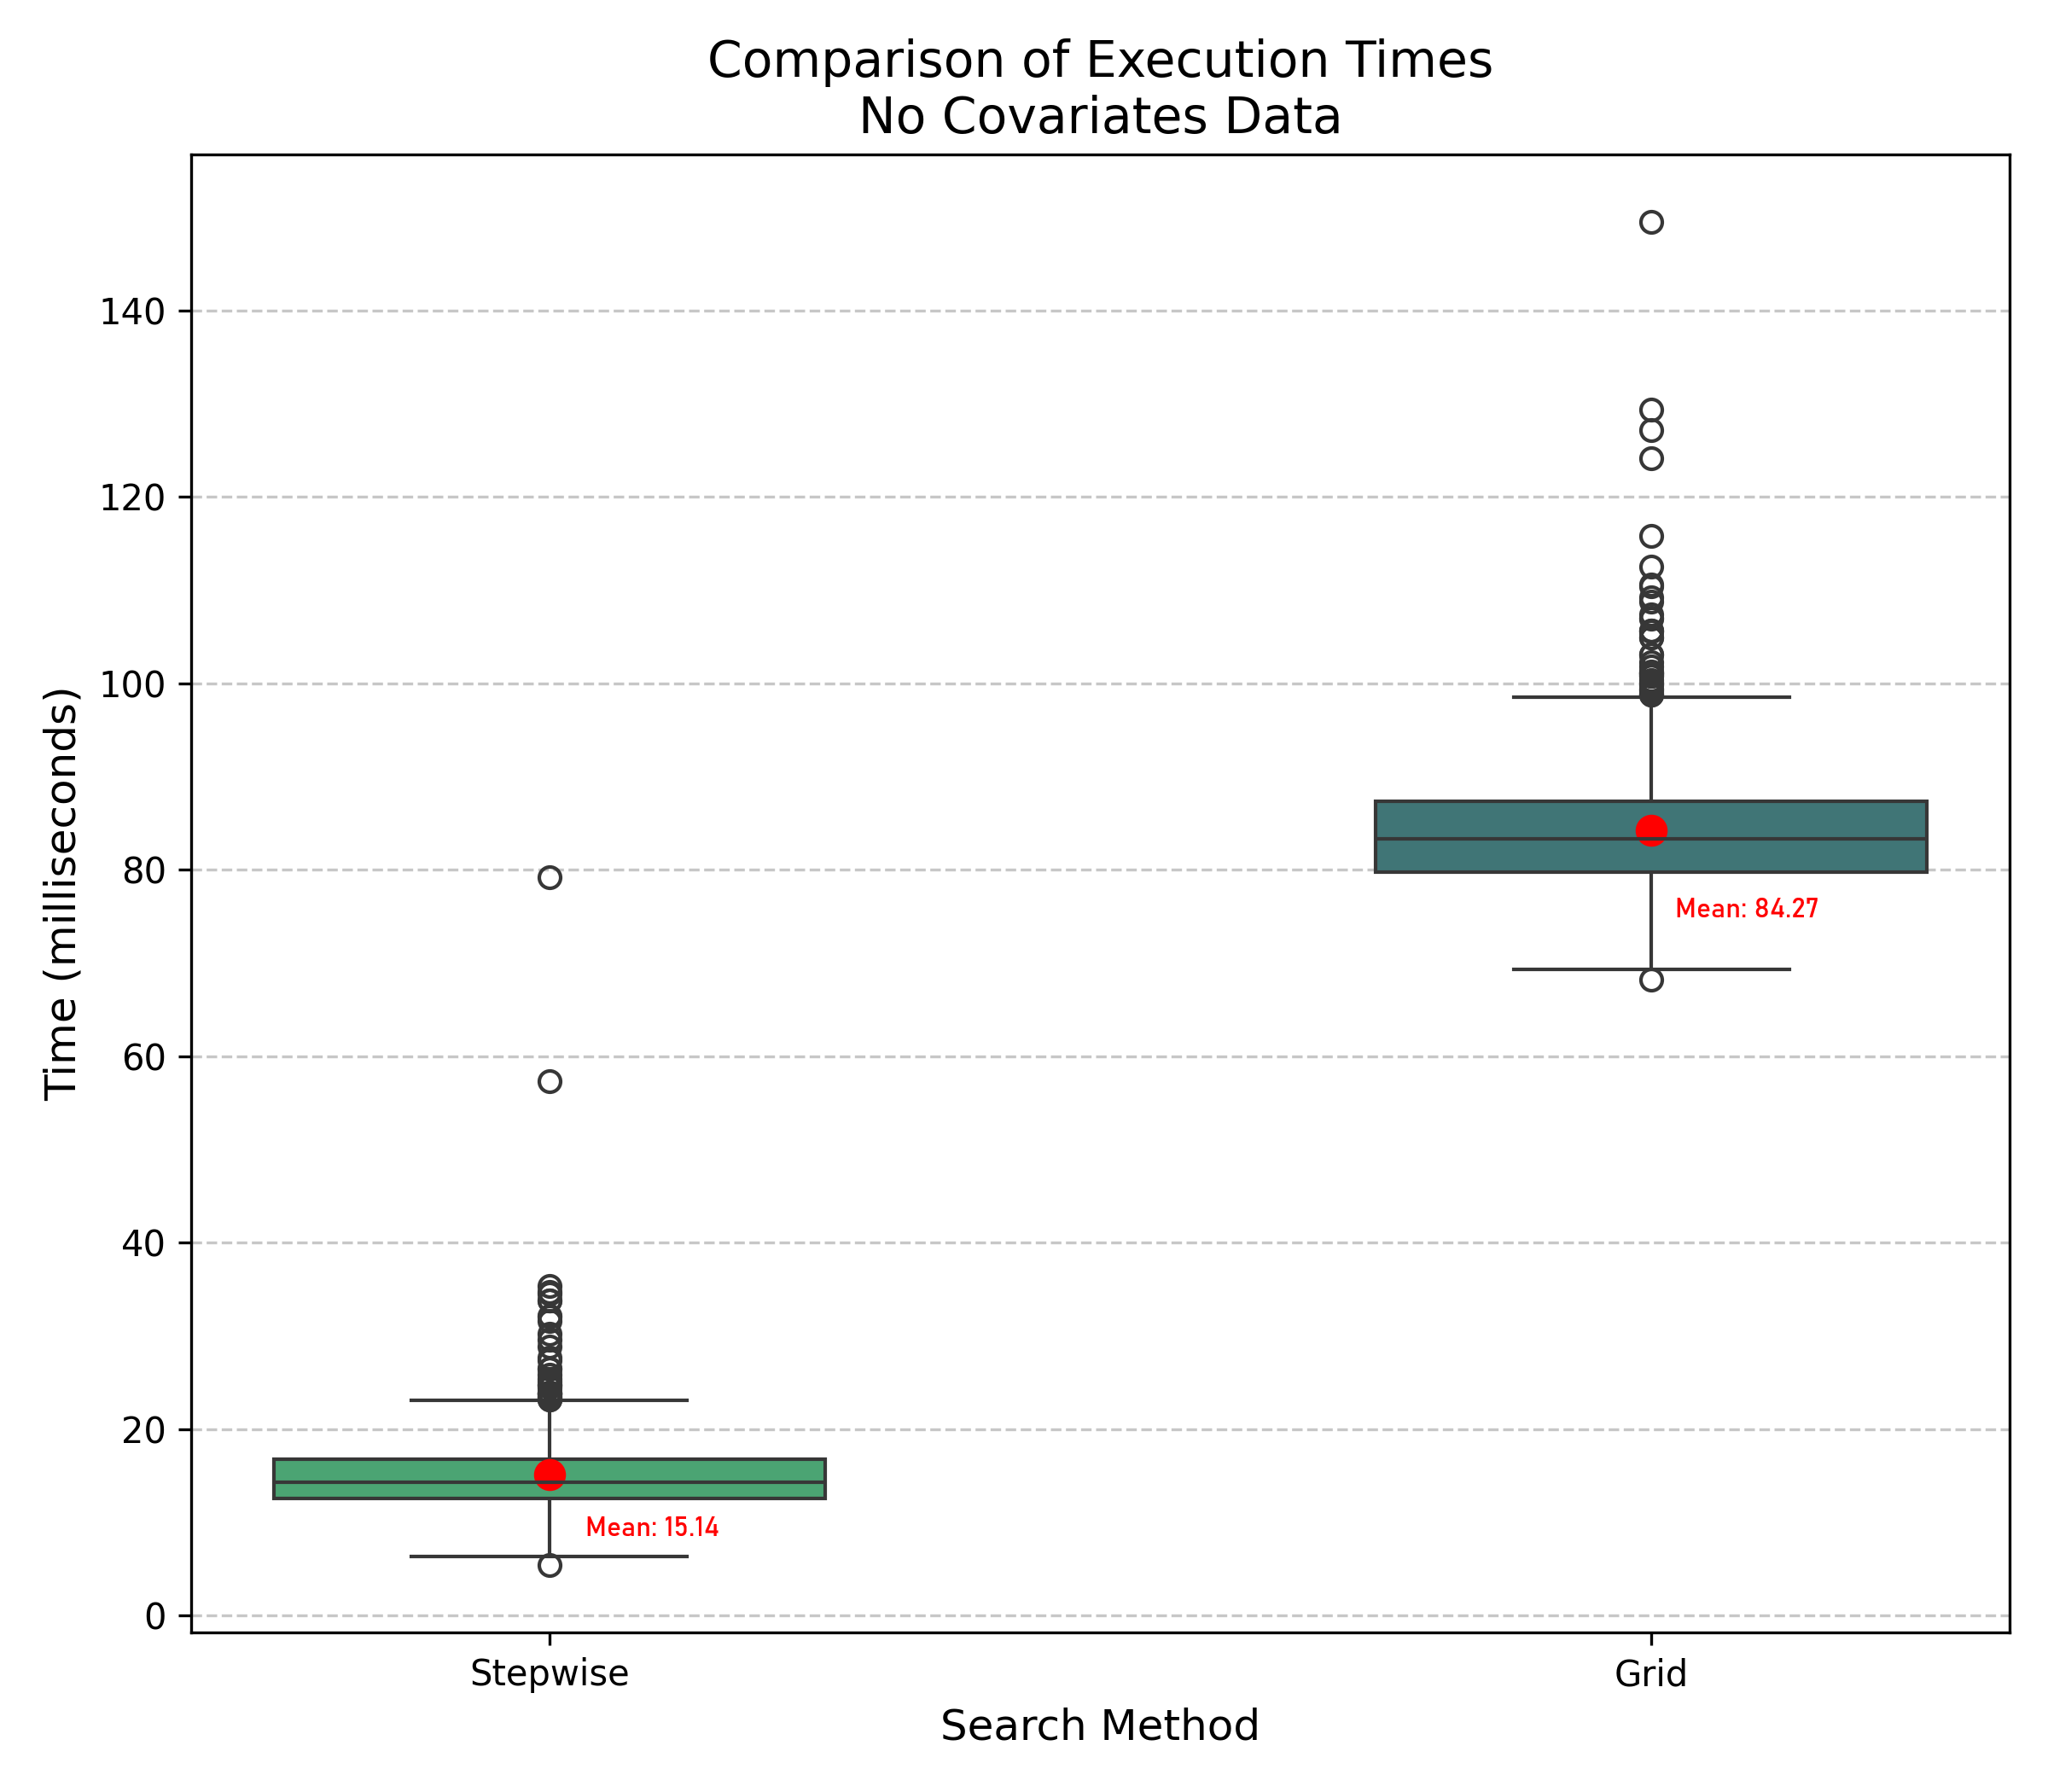 Comparison of Execution Times
No Covariates Data
Time (milliseconds)
140
120
100
80
60
40
20
0
Mean: 84.27
Mean: 15.14
Stepwise
Grid
Search Method